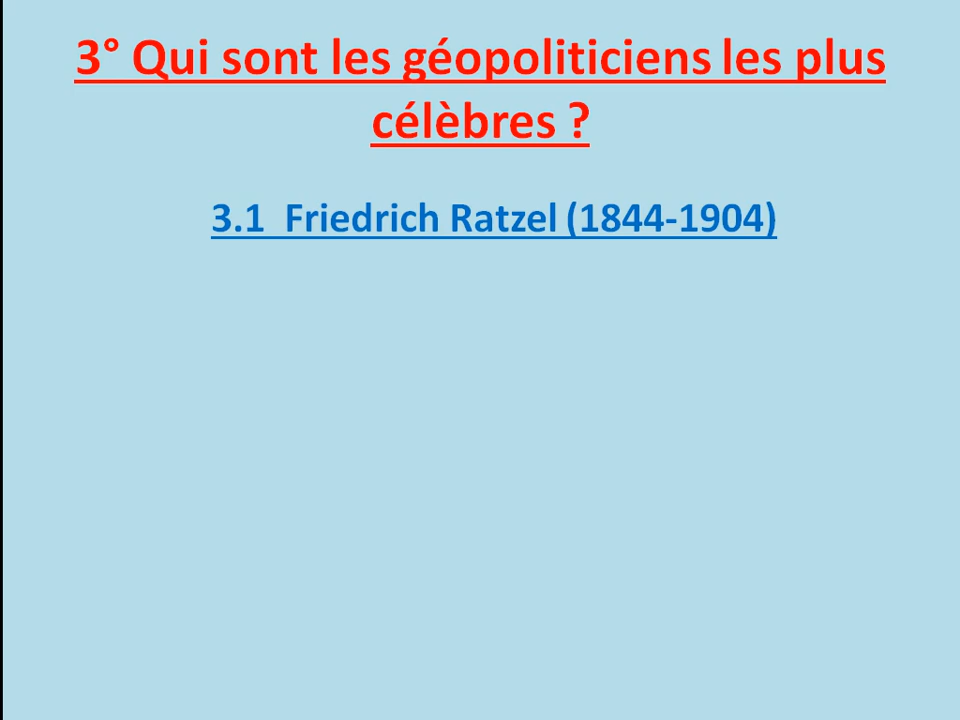 3° Qui sont les géopoliticiens les plus
célèbres ?
3.1  Friedrich Ratzel (1844-1904)